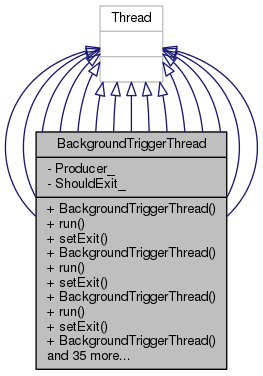 Thread
BackgroundTriggerThread
- Producer_
- ShouldExit_
+ BackgroundTriggerThread()
+ run()
+ setExit()
+ BackgroundTriggerThread()
+ run()
+ setExit()
+ BackgroundTriggerThread()
+ run()
+ setExit()
+ BackgroundTriggerThread()
and 35 more...